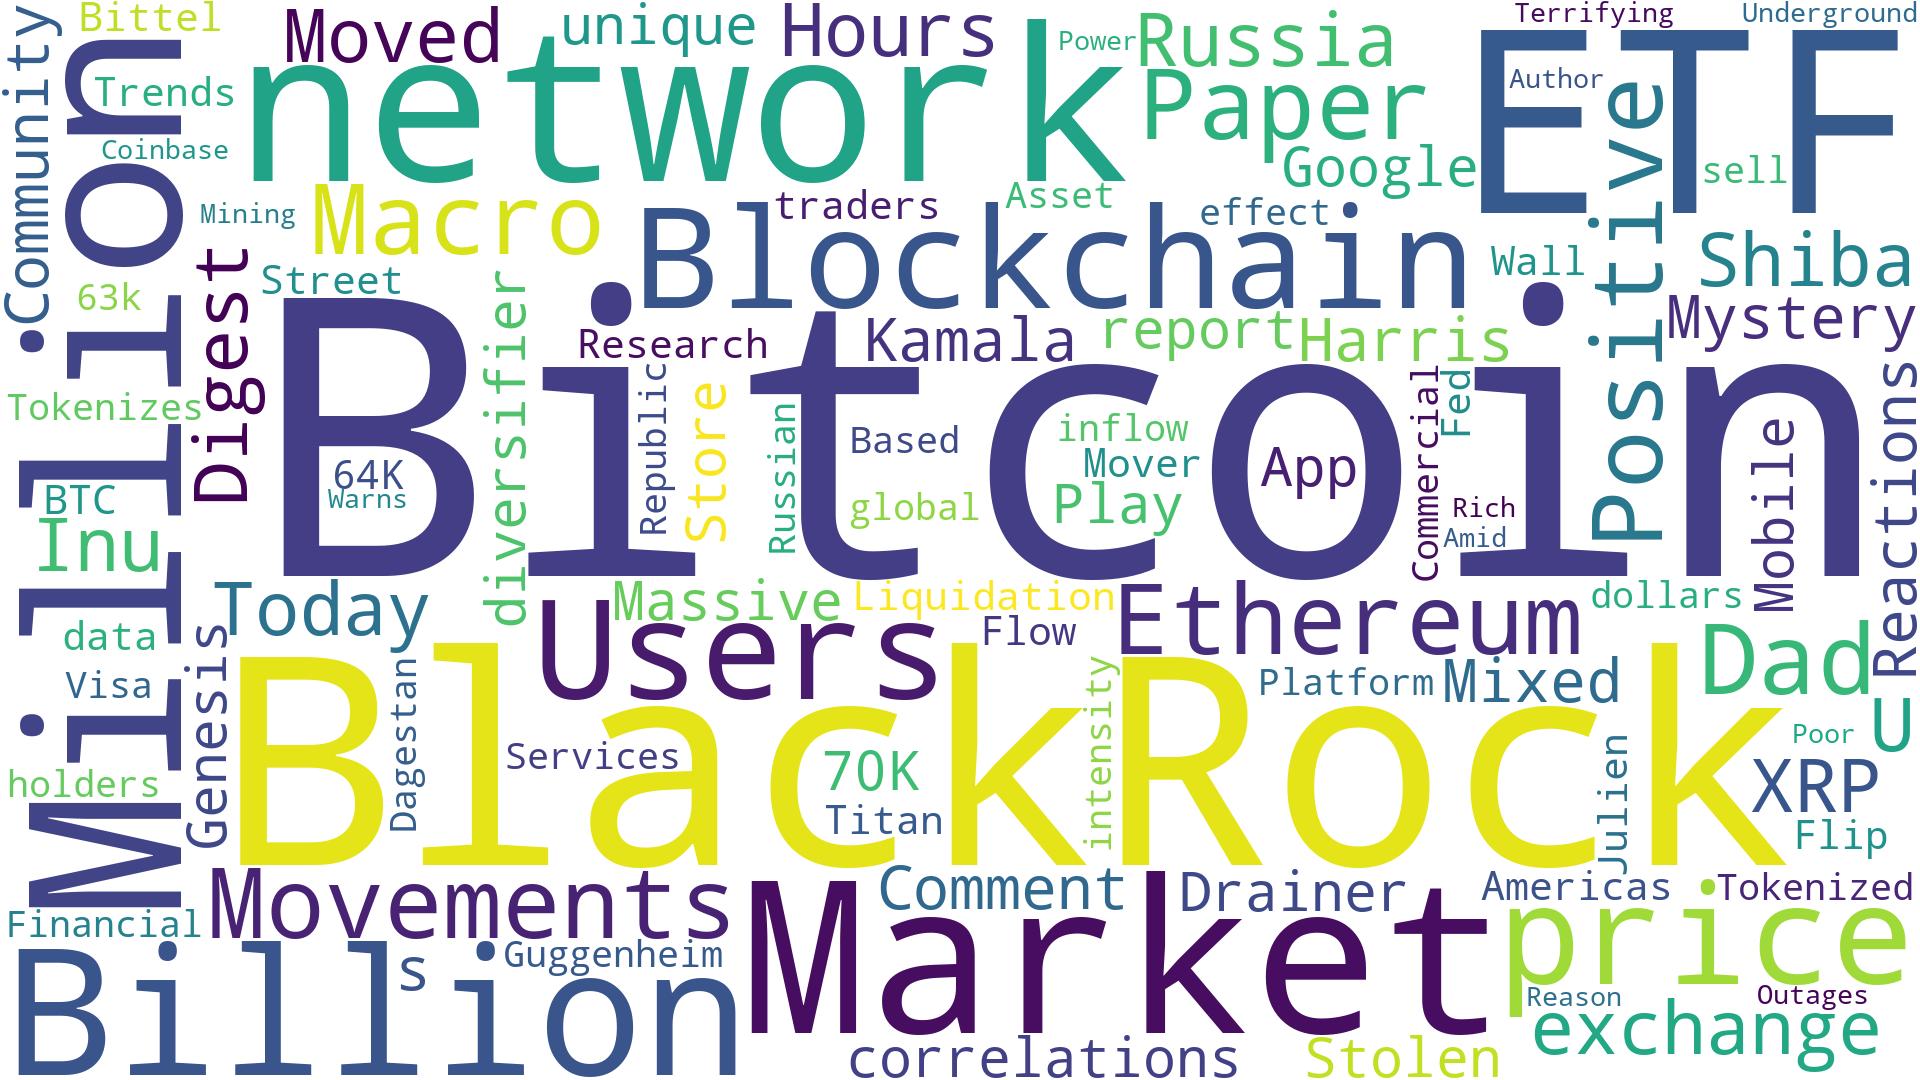 Community
Bittel
Moved
unique
Hours
Power
Russia
Terrifying
Underground
Million
Trends
network
Paper
ETF
Author
Positive
Coinbase
Google
sell
Mining
Macro
traders
Asset
effect
Blockchain
Wall
Shiba
Digest
Street
63k
diversifier
Research
Kamala
report
Harris
Mystery
Bitcoin
Tokenizes
Republic
Store
Russian
Based
inflow
Mover
App
Commercial
Fed
Mobile
Reactions
64K
Warns
BTC
global
Play
Rich
Amid
Inu
Today
Massive
Liquidation
Ethereum
dollars
data
Genesis
Users
Flow
Dad
Visa
Dagestan
BlackRock
intensity
Platform
Mixed
U
Services
70K
Julien
Poor
holders
Titan
XRP
Flip
Movements
Market
Comment
Drainer
Americas
Tokenized
Financial
price
Billion
s
Guggenheim
Reason
Outages
correlations
Stolen
exchange